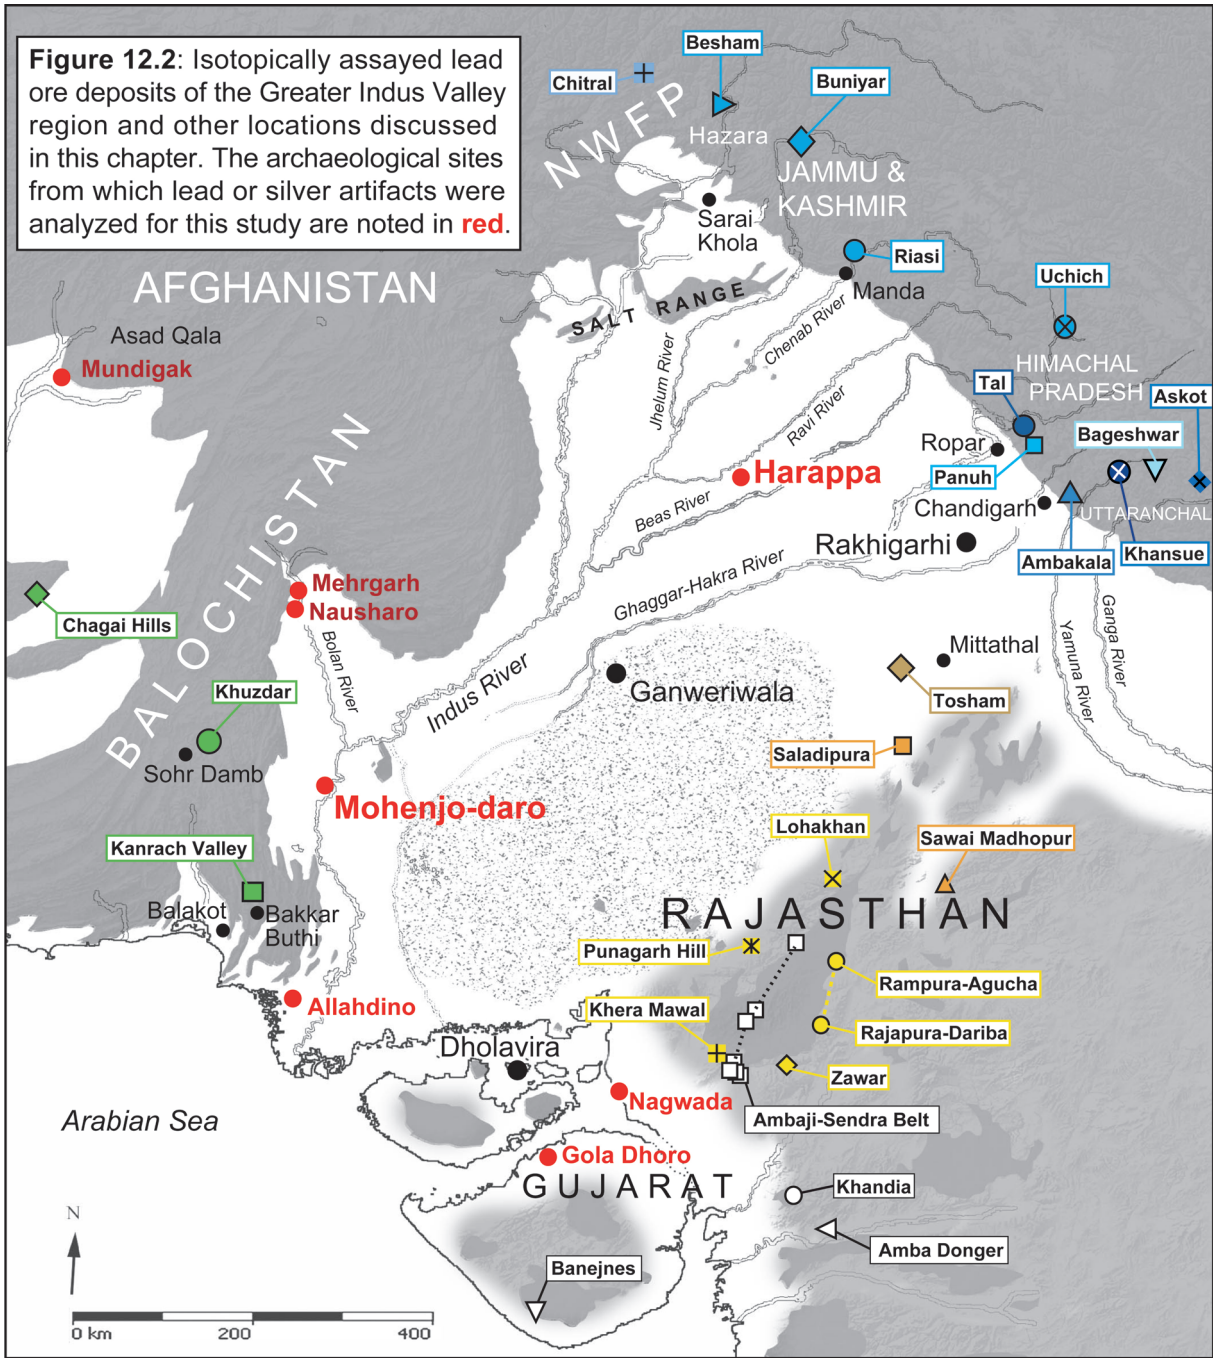 Figure 12.2: Isotopically assayed lead
ore deposits of the Greater Indus Valley
region and other locations discussed
in this chapter. The archaeological sites
from which lead or silver artifacts were
analyzed for this study are noted in red.
Besham
Chitral
Buniyar
NWFP
Hazara
JAMMU &
KASHMIR
Sarai
Khola
Riasi
Uchich
AFGHANISTAN
Manda
SALT RANGE
Asad Qala
Chenab River
Mundigak
Jhelum River
HIMACHAL
PRADESH
Tal
Askot
Ravi River
Bageshwar
Ropar
BALOCHISTAN
Harappa
Panuh
Beas River
Chandigarh
UTTARANCHAL
Rakhigarhi
Ambakala
Khansue
Mehrgarh
Ghaggar-Hakra River
Nausharo
Chagai Hills
Ganga River
Yamuna River
Bolan River
Mittathal
Indus River
Khuzdar
Ganweriwala
Tosham
Saladipura
Sohr Damb
Mohenjo-daro
Lohakhan
Sawai Madhopur
Kanrach Valley
RAJASTHAN
Balakot
Bakkar
Buthi
Punagarh Hill
Rampura-Agucha
Allahdino
Khera Mawal
Rajapura-Dariba
Dholavira
Zawar
Nagwada
Arabian Sea
Ambaji-Sendra Belt
Gola Dhoro
GUJARAT
Khandia
N
Amba Donger
Banejnes
0 km 200 400